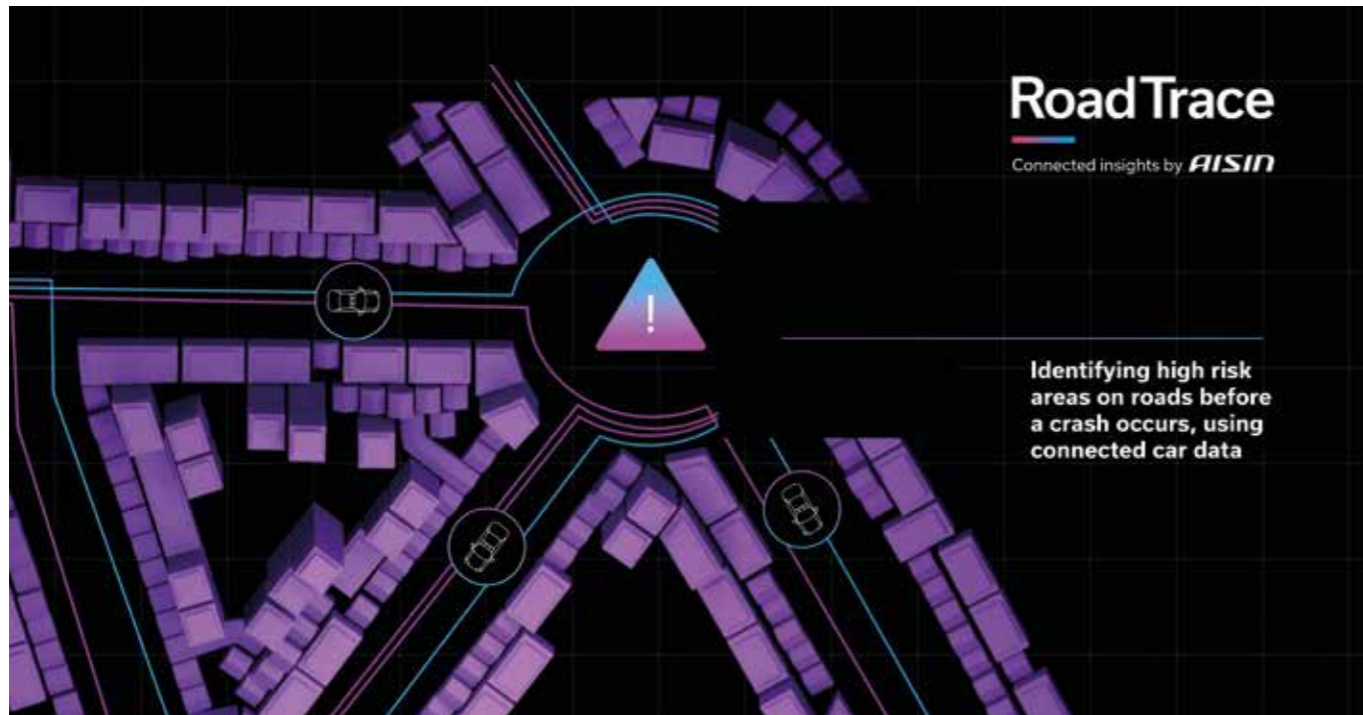 RoadTrace
Connected insights by AISIN
!
Identifying high risk
areas on roads before
a crash occurs, using
connected car data